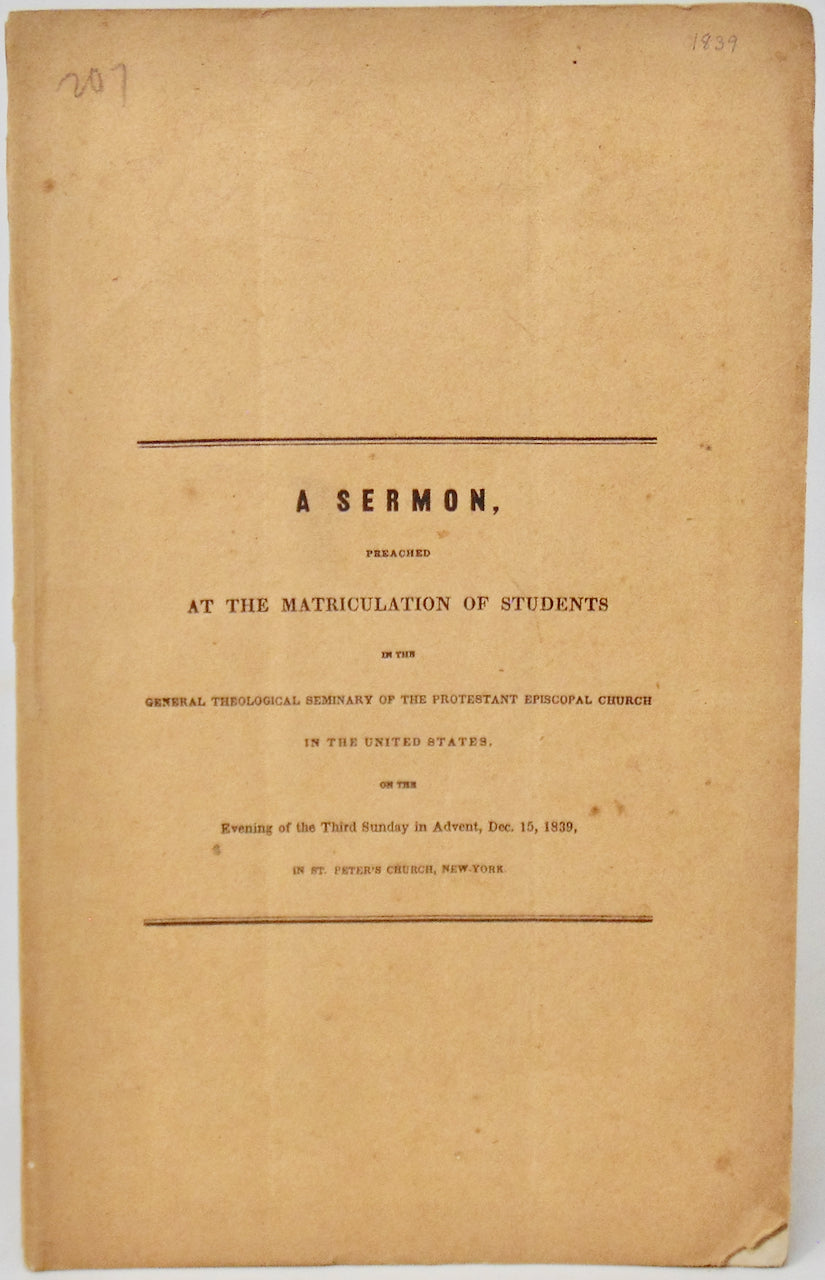 1839
207
A SERMON,
PREACHED
AT THE MATRICULATION OF STUDENTS
IN THE
GENERAL THEOLOGICAL SEMINARY OF THE PROTESTANT EPISCOPAL CHURCH
IN THE UNITED STATES,
ON THE
Evening of the Third Sunday in Advent, Dec. 15, 1839,
IN ST. PETER'S CHURCH, NEW-YORK.